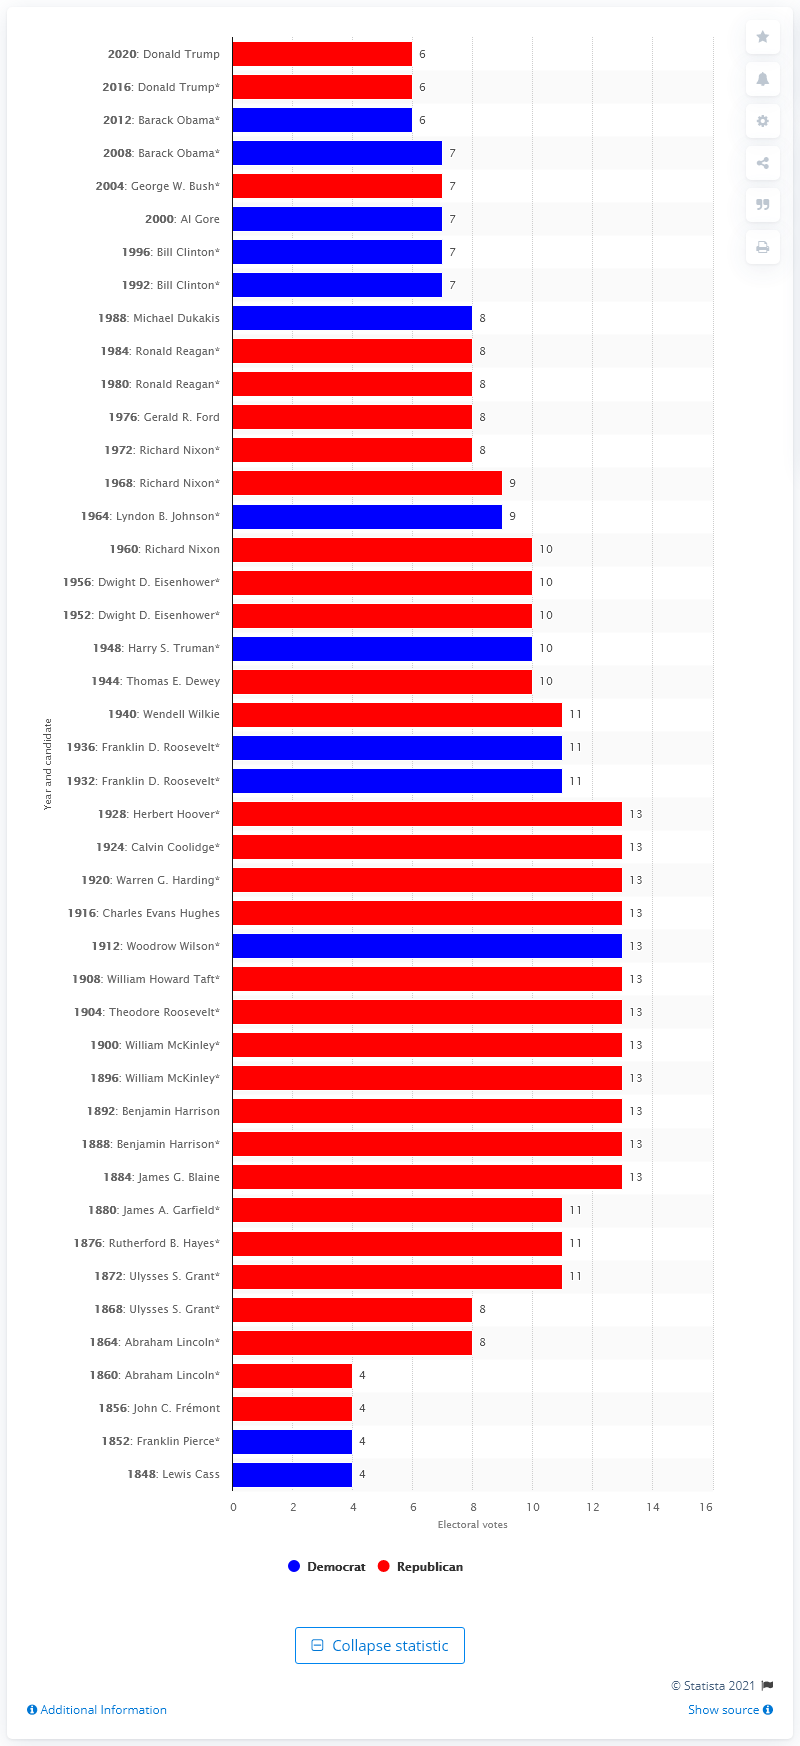 2020: Donald Trump 6
2016: Donald Trump* 6
2012: Barack Obama* 6
2008: Barack Obama* 7
2004: George W. Bush* 7
2000: Al Gore 7
1996: Bill Clinton* 7
1992: Bill Clinton* 7
1988: Michael Dukakis 8
1984: Ronald Reagan* 8
1980: Ronald Reagan* 8
1976: Gerald R. Ford 8
1972: Richard Nixon* 8
1968: Richard Nixon* 9
1964: Lyndon B. Johnson* 9
1960: Richard Nixon 10
1956: Dwight D. Eisenhower* 10
1952: Dwight D. Eisenhower* 10
1948: Harry S. Truman* 10
1944: Thomas E. Dewey 10
1940: Wendell Wilkie 11
1936: Franklin D. Roosevelt* 11
1932: Franklin D. Roosevelt* 11
1928: Herbert Hoover* 13
1924: Calvin Coolidge* 13
1920: Warren G. Harding* 13
1916: Charles Evans Hughes 13
1912: Woodrow Wilson* 13
1908: William Howard Taft* 13
1904: Theodore Roosevelt* 13
1900: William McKinley* 13
1896: William McKinley* 13
1892: Benjamin Harrison 13
1888: Benjamin Harrison* 13
1884: James G. Blaine 13
1880: James A. Garfield* 11
1876: Rutherford B. Hayes* 11
1872: Ulysses S. Grant* 11
1868: Ulysses S. Grant* 8
1864: Abraham Lincoln* 8
1860: Abraham Lincoln* 4
1856: John C. Frémont 4
1852: Franklin Pierce* 4
1848: Lewis Cass 4
Year and candidate
0 2 4 6 8 10 12 14 16
Electoral votes
Democrat Republican
Collapse statistic
© Statista 2021
Additional Information Show source